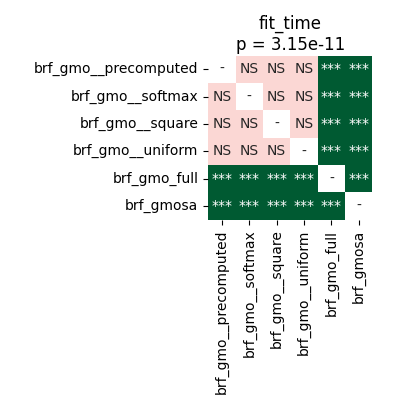 fit_time
p = 3.15e-11
brf_gmo__precomputed - NS NS NS *** ***
brf_gmo__softmax NS - NS NS *** ***
brf_gmo__square NS NS - NS *** ***
brf_gmo__uniform NS NS NS - *** ***
brf_gmo_full *** *** *** *** - ***
brf_gmosa *** *** *** *** *** -
brf_gmo__precomputed
brf_gmo__softmax
brf_gmo__square
brf_gmo__uniform
brf_gmo_full
brf_gmosa